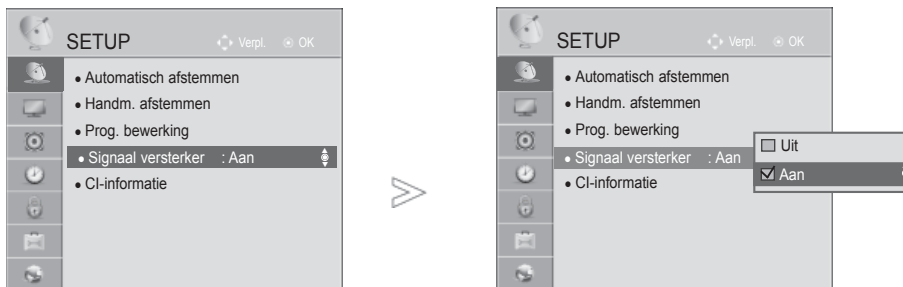 SETUP
Verpl. OK
• Automatisch afstemmen
• Handm. afstemmen
• Prog. bewerking
• Signaal versterker : Aan
• CI-informatie
SETUP
Verpl. OK
• Automatisch afstemmen
• Handm. afstemmen
• Prog. bewerking
• Signaal versterker : Aan
• CI-informatie
Uit
Aan